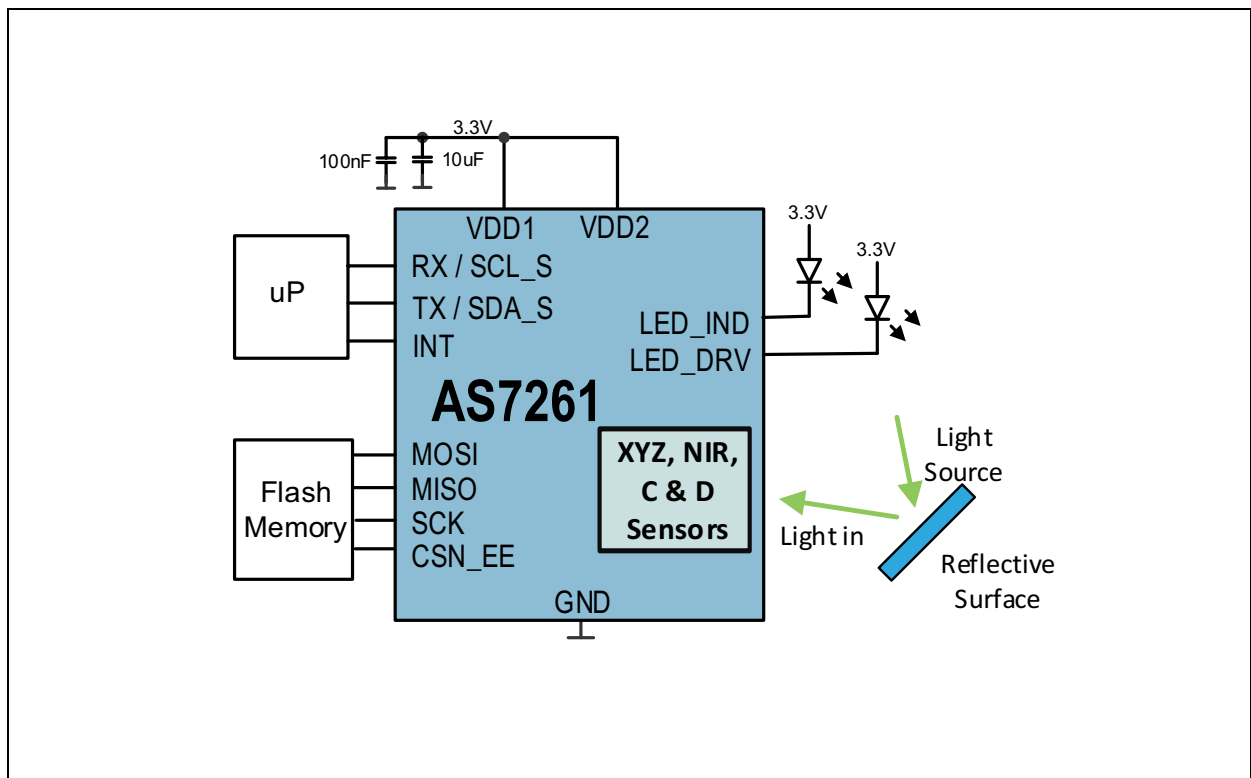 3.3V
100nF
10uF
VDD1
VDD2
3.3V
3.3V
uP
RX / SCL_S
TX / SDA_S
INT
LED_IND
LED_DRV
AS7261
Flash
Memory
MOSI
MISO
SCK
CSN_EE
XYZ, NIR,
C & D
Sensors
Light
Source
Light in
Reflective
Surface
GND